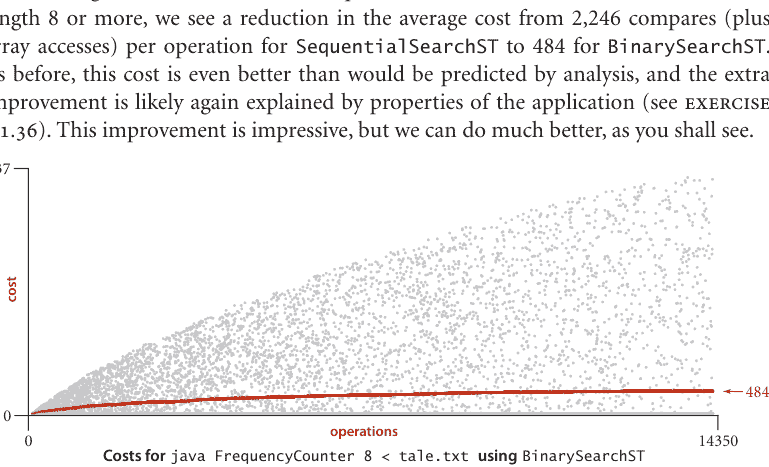 ngth 8 or more, we see a reduction in the average cost from 2,246 compares (plus
rray accesses) per operation for SequentialSearchST to 484 for BinarySearchST.
s before, this cost is even better than would be predicted by analysis, and the extra
mprovement is likely again explained by properties of the application (see EXERCISE
1.36). This improvement is impressive, but we can do much better, as you shall see.
37
cost
484
0
0
operations
14350
Costs for java FrequencyCounter 8 < tale.txt using BinarySearchST